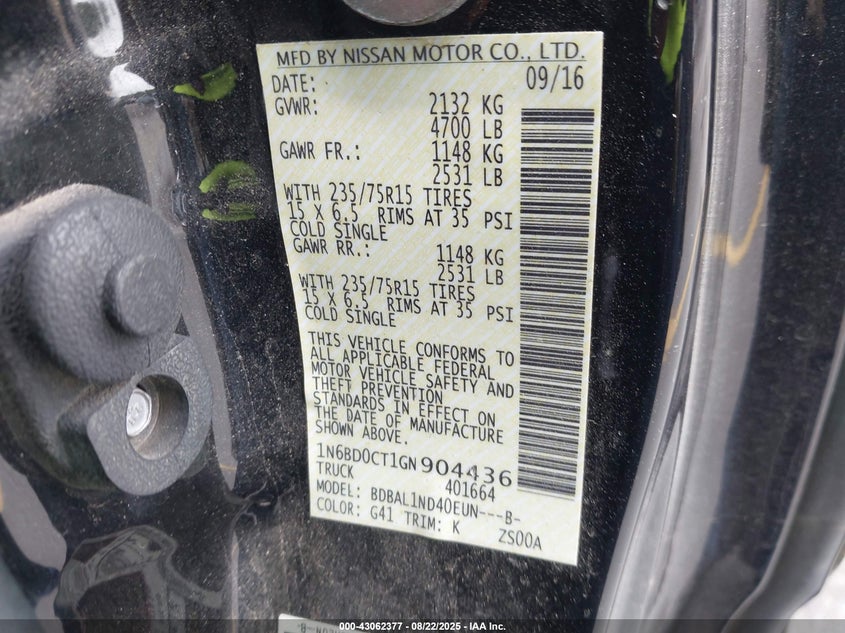 MFD BY NISSAN MOTOR CO., LTD.
DATE: 09/16
GVWR: 2132 KG
4700 LB
GAWR FR.: 1148 KG
2531 LB
WITH 235/75R15 TIRES
15 X 6.5 RIMS AT 35 PSI
COLD SINGLE
GAWR RR.: 1148 KG
2531 LB
WITH 235/75R15 TIRES
15 X 6.5 RIMS AT 35 PSI
COLD SINGLE
THIS VEHICLE CONFORMS TO
ALL APPLICABLE FEDERAL
MOTOR VEHICLE SAFETY AND
THEFT PREVENTION
STANDARDS IN EFFECT ON
THE DATE OF MANUFACTURE
SHOWN ABOVE.
1N6BD0CT1GN904436
TRUCK 401664
MODEL: BDBAL1ND40EUN---B-
COLOR: G41 TRIM: K ZS00A
000-43062377 - 08/22/2025 - IAA Inc.